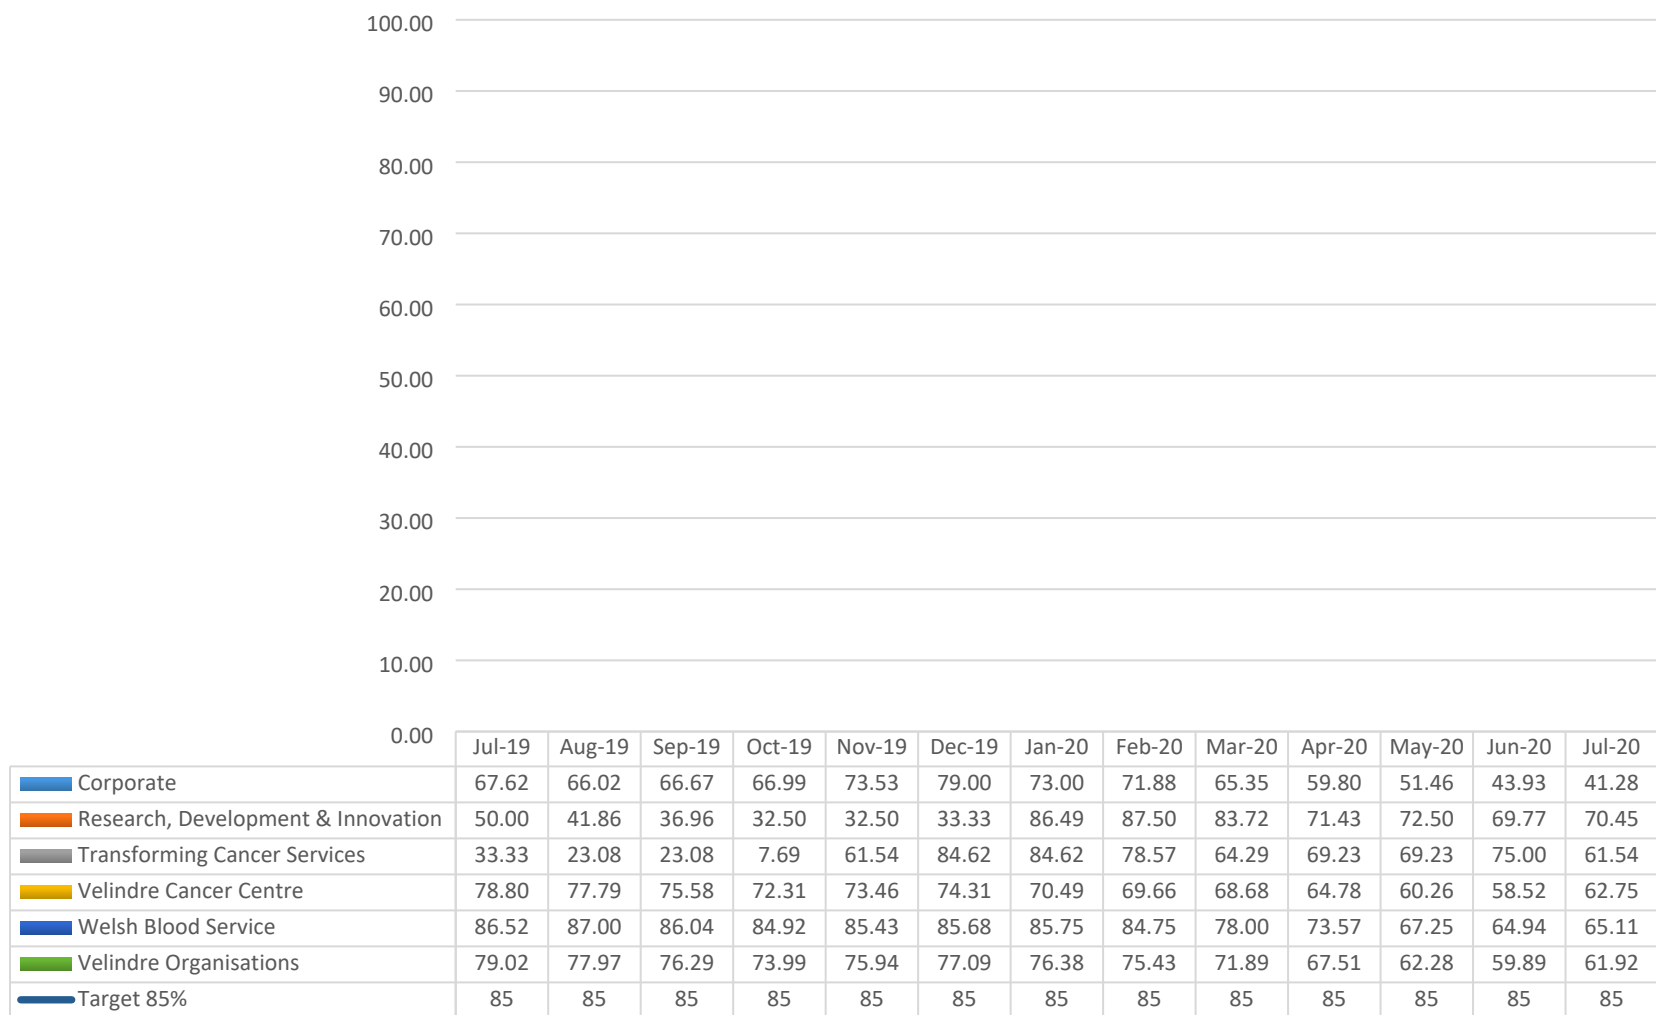 100.00
90.00
80.00
70.00
60.00
50.00
40.00
30.00
20.00
10.00
0.00
Jul-19 Aug-19 Sep-19 Oct-19 Nov-19 Dec-19 Jan-20 Feb-20 Mar-20 Apr-20 May-20 Jun-20 Jul-20
Corporate 67.62 66.02 66.67 66.99 73.53 79.00 73.00 71.88 65.35 59.80 51.46 43.93 41.28
Research, Development & Innovation 50.00 41.86 36.96 32.50 32.50 33.33 86.49 87.50 83.72 71.43 72.50 69.77 70.45
Transforming Cancer Services 33.33 23.08 23.08 7.69 61.54 84.62 84.62 78.57 64.29 69.23 69.23 75.00 61.54
Velindre Cancer Centre 78.80 77.79 75.58 72.31 73.46 74.31 70.49 69.66 68.68 64.78 60.26 58.52 62.75
Welsh Blood Service 86.52 87.00 86.04 84.92 85.43 85.68 85.75 84.75 78.00 73.57 67.25 64.94 65.11
Velindre Organisations 79.02 77.97 76.29 73.99 75.94 77.09 76.38 75.43 71.89 67.51 62.28 59.89 61.92
Target 85% 85 85 85 85 85 85 85 85 85 85 85 85 85